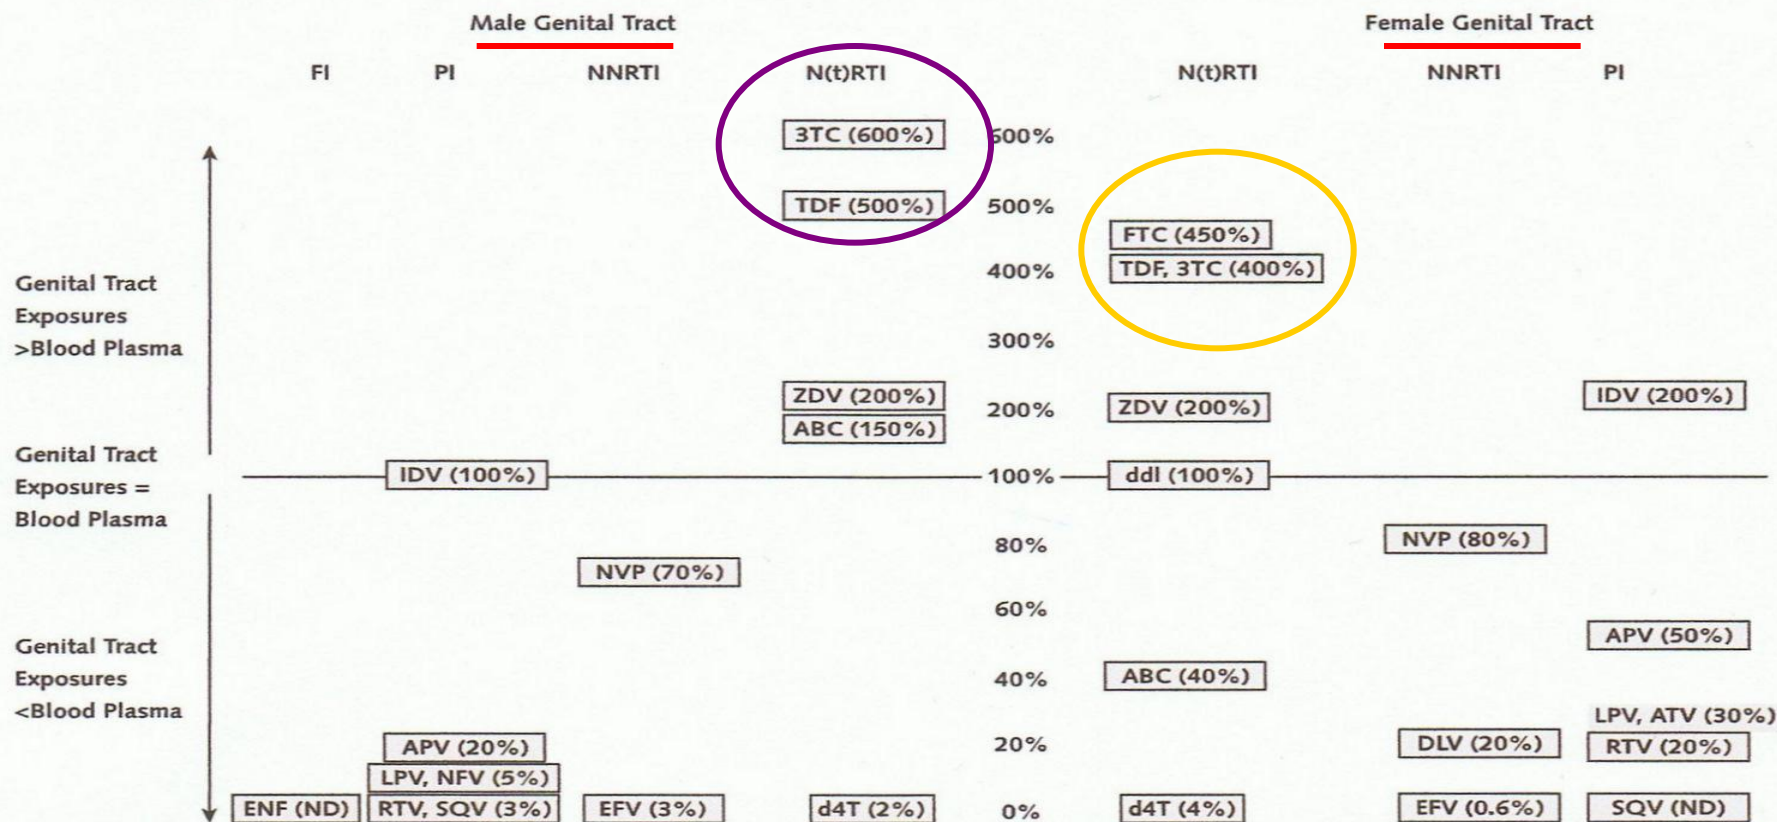 Male Genital Tract
Female Genital Tract
FI PI NNRTI N(t)RTI N(t)RTI NNRTI PI
3TC (600%) 600%
TDF (500%) 500%
FTC (450%)
TDF, 3TC (400%)
400%
Genital Tract
Exposures
>Blood Plasma
300%
ZDV (200%) 200% ZDV (200%) IDV (200%)
ABC (150%)
Genital Tract
Exposures =
Blood Plasma
IDV (100%) 100% ddI (100%)
80% NVP (80%)
NVP (70%)
60%
APV (50%)
Genital Tract
Exposures
<Blood Plasma
40% ABC (40%)
LPV, ATV (30%)
APV (20%) 20% DLV (20%) RTV (20%)
LPV, NFV (5%)
ENF (ND) RTV, SQV (3%) EFV (3%) d4T (2%) 0% d4T (4%) EFV (0.6%) SQV (ND)